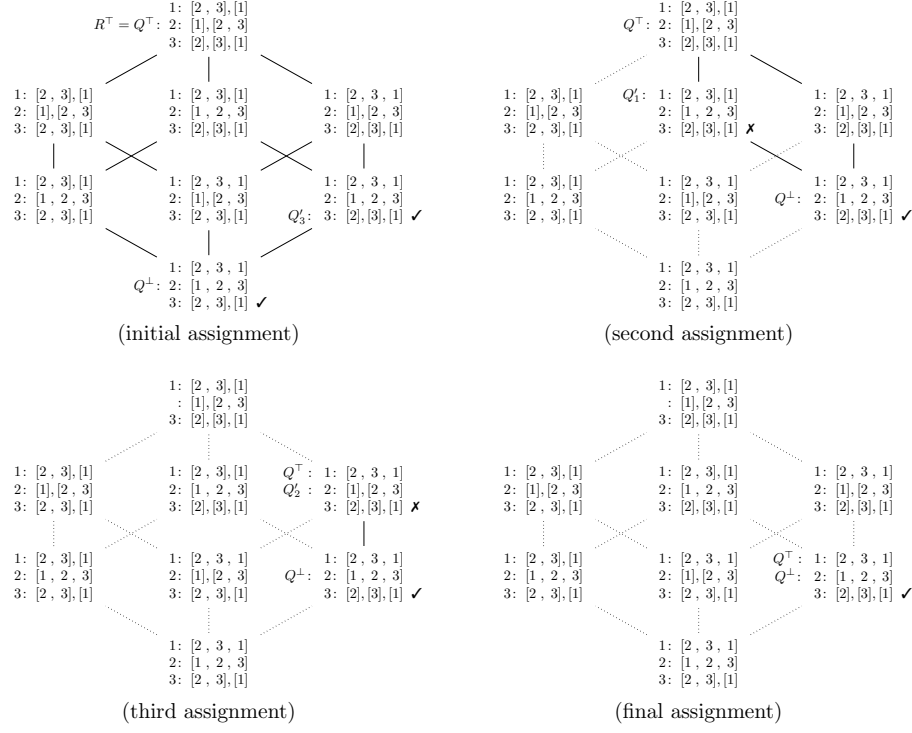 1: [2 , 3],[1]
R⊤ = Q⊤: 2: [1],[2 , 3]
3: [2],[3],[1]
1: [2 , 3],[1]
2: [1],[2 , 3]
3: [2 , 3],[1]
1: [2 , 3],[1]
2: [1 , 2 , 3]
3: [2],[3],[1]
1: [2 , 3 , 1]
2: [1],[2 , 3]
3: [2],[3],[1]
1: [2 , 3],[1]
2: [1 , 2 , 3]
3: [2 , 3],[1]
1: [2 , 3 , 1]
2: [1],[2 , 3]
3: [2 , 3],[1]
1: [2 , 3 , 1]
2: [1 , 2 , 3]
Q′₃: 3: [2],[3],[1] ✓
1: [2 , 3 , 1]
Q⊥: 2: [1 , 2 , 3]
3: [2 , 3],[1] ✓
(initial assignment)
1: [2 , 3],[1]
Q⊤: 2: [1],[2 , 3]
3: [2],[3],[1]
1: [2 , 3],[1]
2: [1],[2 , 3]
3: [2 , 3],[1]
Q′₁: 1: [2 , 3],[1]
2: [1 , 2 , 3]
3: [2],[3],[1] ✗
1: [2 , 3 , 1]
2: [1],[2 , 3]
3: [2],[3],[1]
1: [2 , 3],[1]
2: [1 , 2 , 3]
3: [2 , 3],[1]
1: [2 , 3 , 1]
2: [1],[2 , 3]
3: [2 , 3],[1]
1: [2 , 3 , 1]
Q⊥: 2: [1 , 2 , 3]
3: [2],[3],[1] ✓
1: [2 , 3 , 1]
2: [1 , 2 , 3]
3: [2 , 3],[1]
(second assignment)
1: [2 , 3],[1]
: [1],[2 , 3]
3: [2],[3],[1]
1: [2 , 3],[1]
2: [1],[2 , 3]
3: [2 , 3],[1]
1: [2 , 3],[1]
2: [1 , 2 , 3]
3: [2],[3],[1]
Q⊤: 1: [2 , 3 , 1]
Q′₂: 2: [1],[2 , 3]
3: [2],[3],[1] ✗
1: [2 , 3],[1]
2: [1 , 2 , 3]
3: [2 , 3],[1]
1: [2 , 3 , 1]
2: [1],[2 , 3]
3: [2 , 3],[1]
1: [2 , 3 , 1]
Q⊥: 2: [1 , 2 , 3]
3: [2],[3],[1] ✓
1: [2 , 3 , 1]
2: [1 , 2 , 3]
3: [2 , 3],[1]
(third assignment)
1: [2 , 3],[1]
: [1],[2 , 3]
3: [2],[3],[1]
1: [2 , 3],[1]
2: [1],[2 , 3]
3: [2 , 3],[1]
1: [2 , 3],[1]
2: [1 , 2 , 3]
3: [2],[3],[1]
1: [2 , 3 , 1]
2: [1],[2 , 3]
3: [2],[3],[1]
1: [2 , 3],[1]
2: [1 , 2 , 3]
3: [2 , 3],[1]
1: [2 , 3 , 1]
2: [1],[2 , 3]
3: [2 , 3],[1]
Q⊤: 1: [2 , 3 , 1]
Q⊥: 2: [1 , 2 , 3]
3: [2],[3],[1] ✓
1: [2 , 3 , 1]
2: [1 , 2 , 3]
3: [2 , 3],[1]
(final assignment)